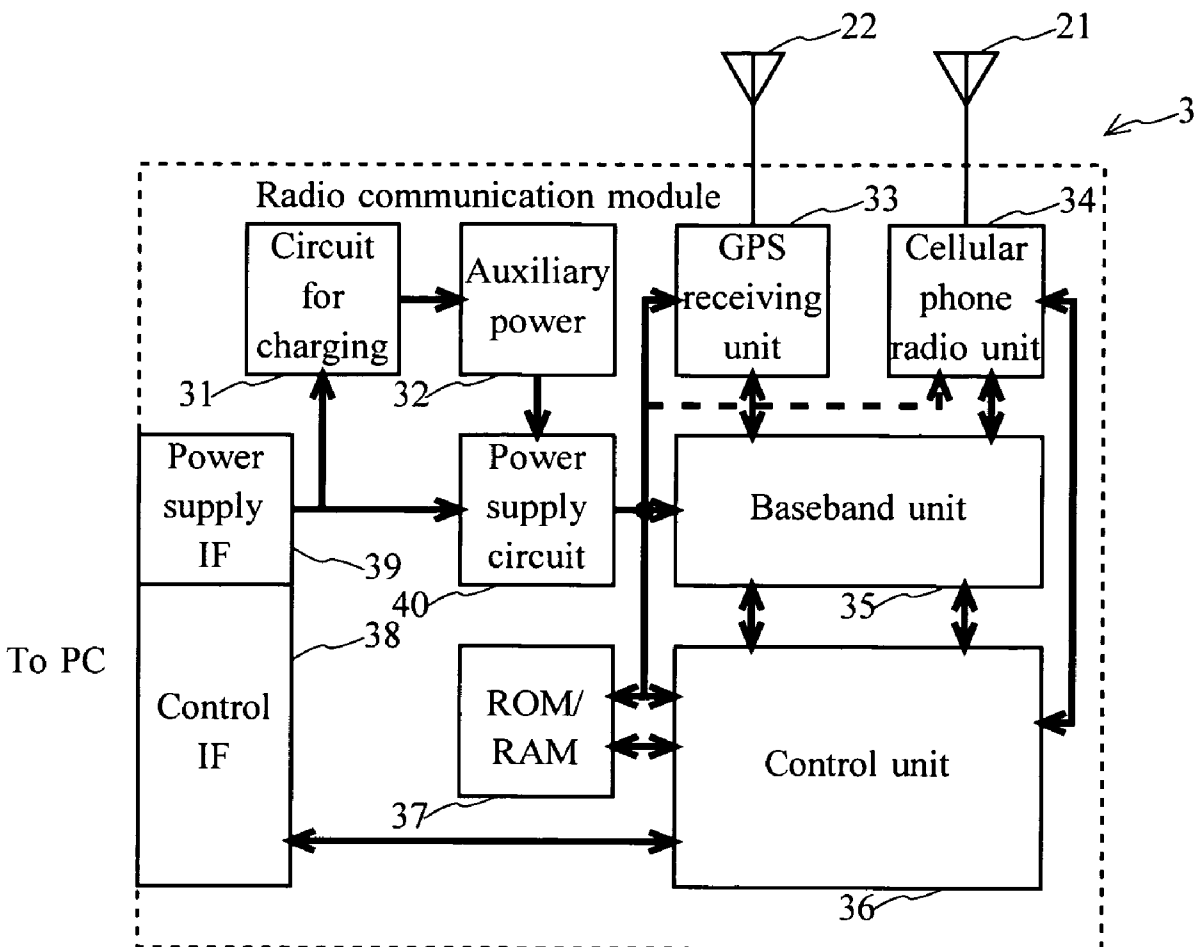 22
21
3
Radio communication module
33
34
Circuit
for
charging
Auxiliary
power
GPS
receiving
unit
Cellular
phone
radio unit
31
32
Power
supply
IF
Power
supply
circuit
Baseband unit
39
40
35
38
To PC
Control
IF
ROM/
RAM
Control unit
37
36